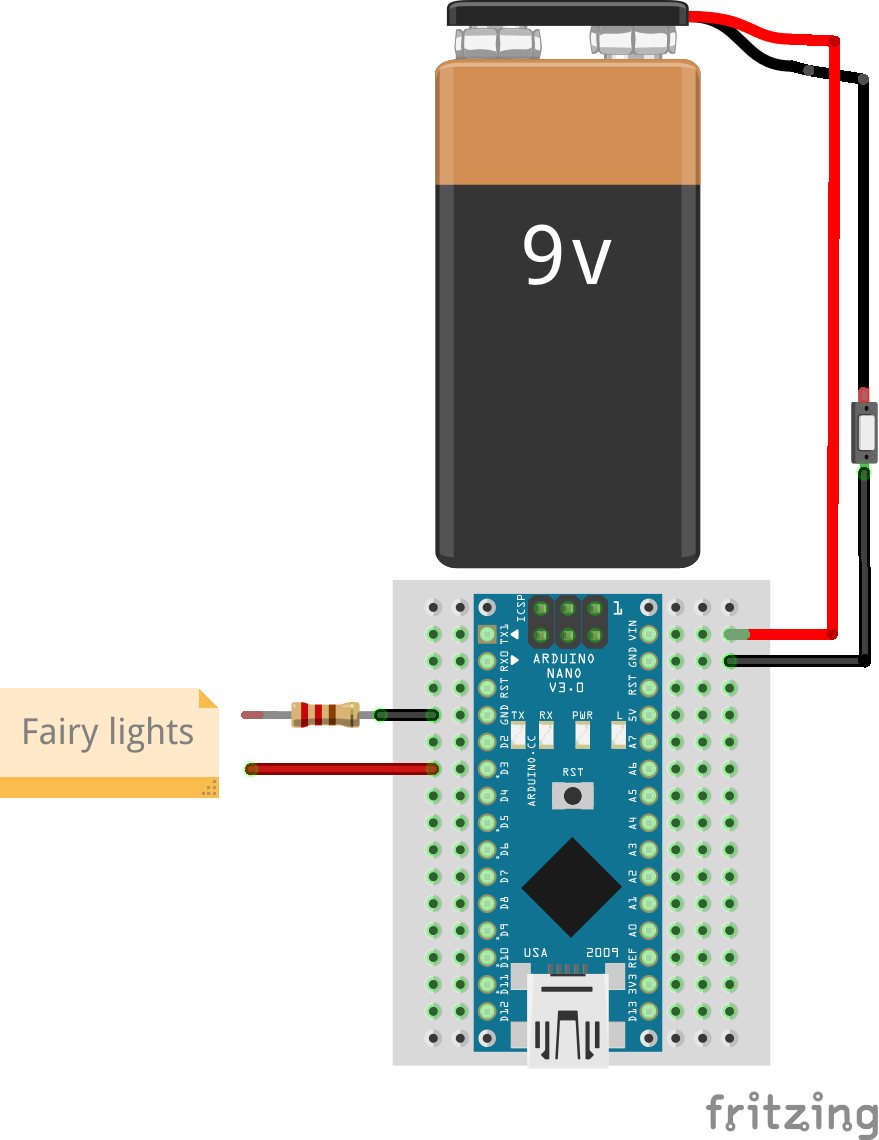 9v
ICSP
1
TX1
RX0
RST
GND
D2
D3
D4
D5
D6
D7
D8
D9
D10
D11
D12
VIN
GND
RST
5V
A7
A6
A5
A4
A3
A2
A1
A0
REF
3V3
D13
ARDUINO
NANO
V3.0
TX RX PWR L
RST
ARDUINO.CC
USA 2009
Fairy lights
fritzing